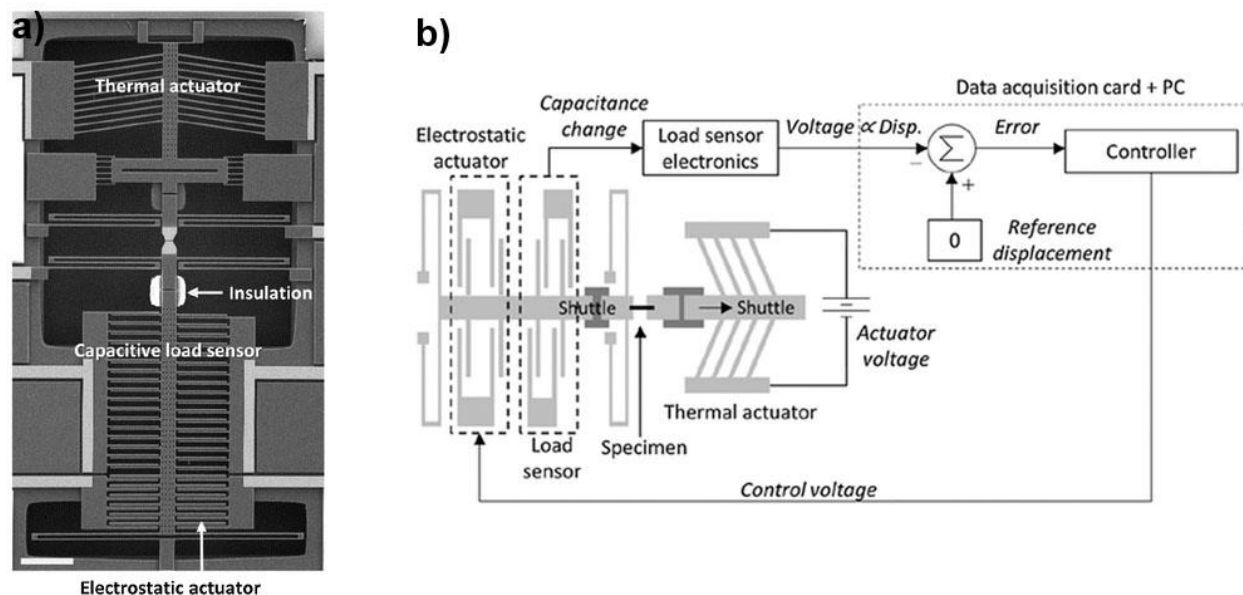 a)
Thermal actuator
Insulation
Capacitive load sensor
Electrostatic actuator
b)
Data acquisition card + PC
Capacitance
change
Electrostatic
actuator
Load sensor
electronics
Voltage ∝ Disp.
−
Σ
+
Error
Controller
0
Reference
displacement
Shuttle
Shuttle
Actuator
voltage
Thermal actuator
Load
sensor
Specimen
Control voltage